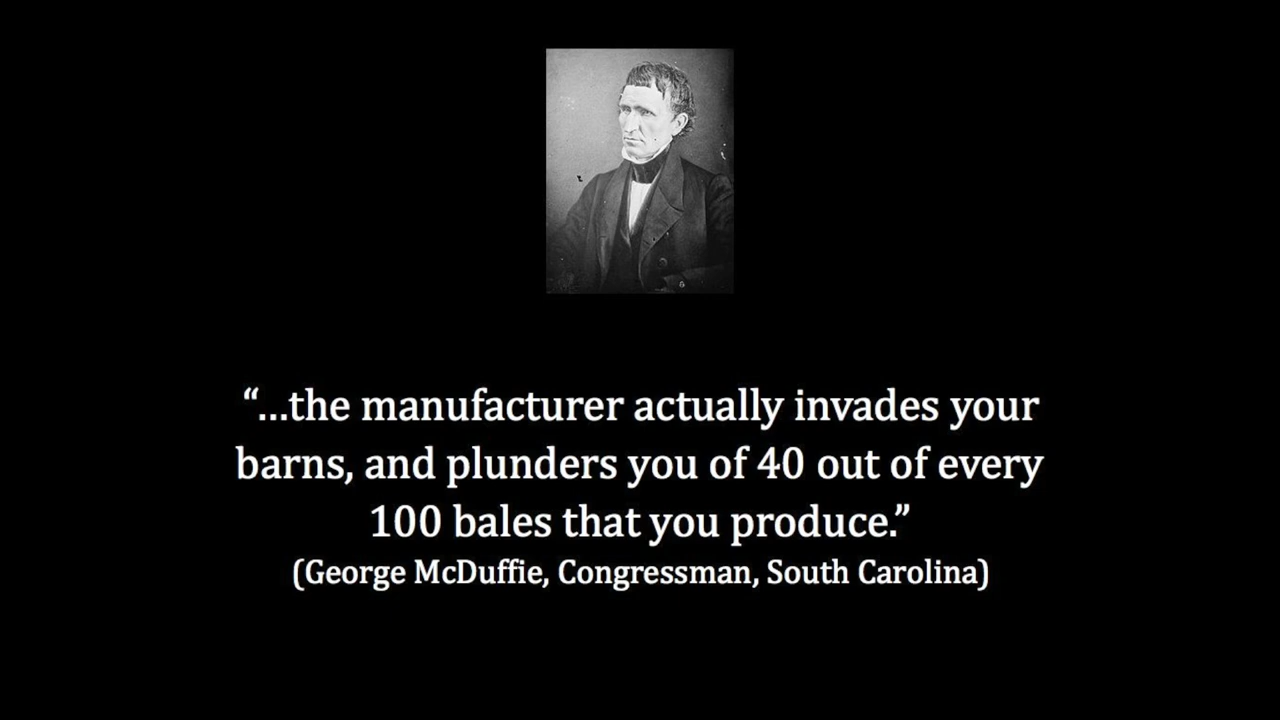 “...the manufacturer actually invades your
barns, and plunders you of 40 out of every
100 bales that you produce.”
(George McDuffie, Congressman, South Carolina)